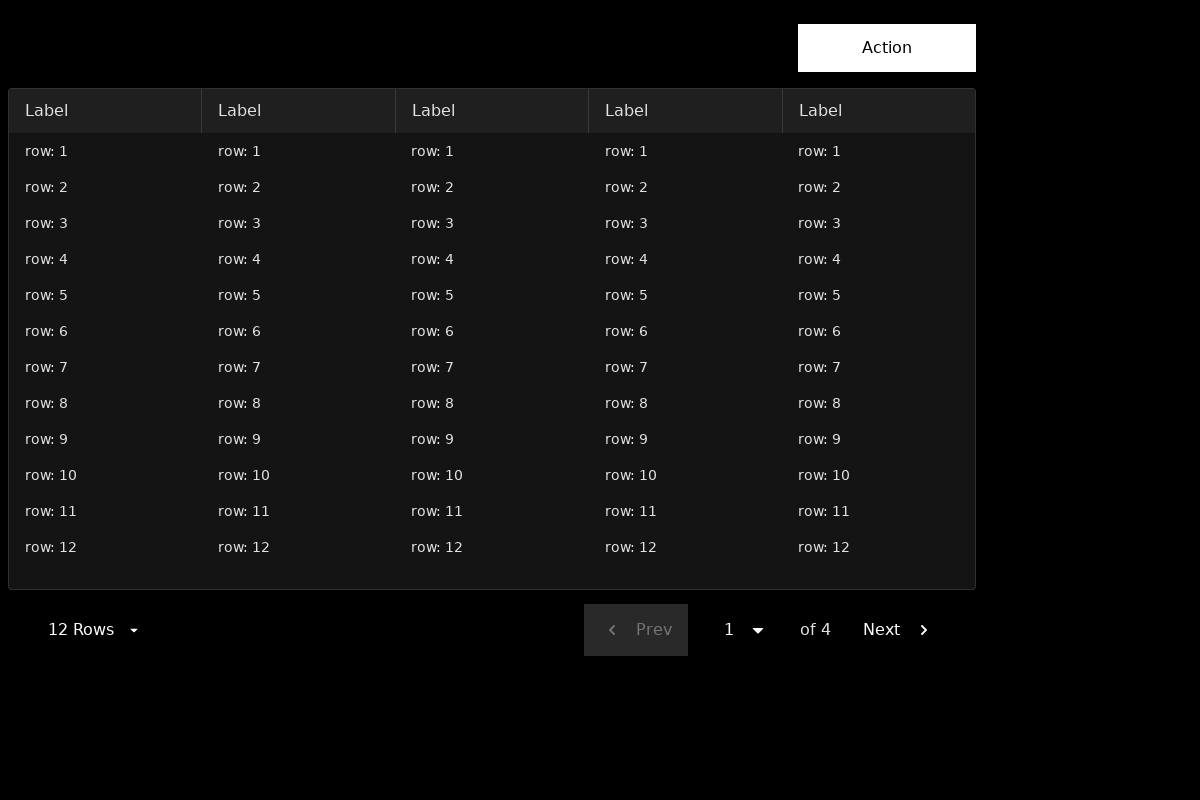 Action
Label Label Label Label Label
row: 1 row: 1 row: 1 row: 1 row: 1
row: 2 row: 2 row: 2 row: 2 row: 2
row: 3 row: 3 row: 3 row: 3 row: 3
row: 4 row: 4 row: 4 row: 4 row: 4
row: 5 row: 5 row: 5 row: 5 row: 5
row: 6 row: 6 row: 6 row: 6 row: 6
row: 7 row: 7 row: 7 row: 7 row: 7
row: 8 row: 8 row: 8 row: 8 row: 8
row: 9 row: 9 row: 9 row: 9 row: 9
row: 10 row: 10 row: 10 row: 10 row: 10
row: 11 row: 11 row: 11 row: 11 row: 11
row: 12 row: 12 row: 12 row: 12 row: 12
12 Rows Prev 1 of 4 Next